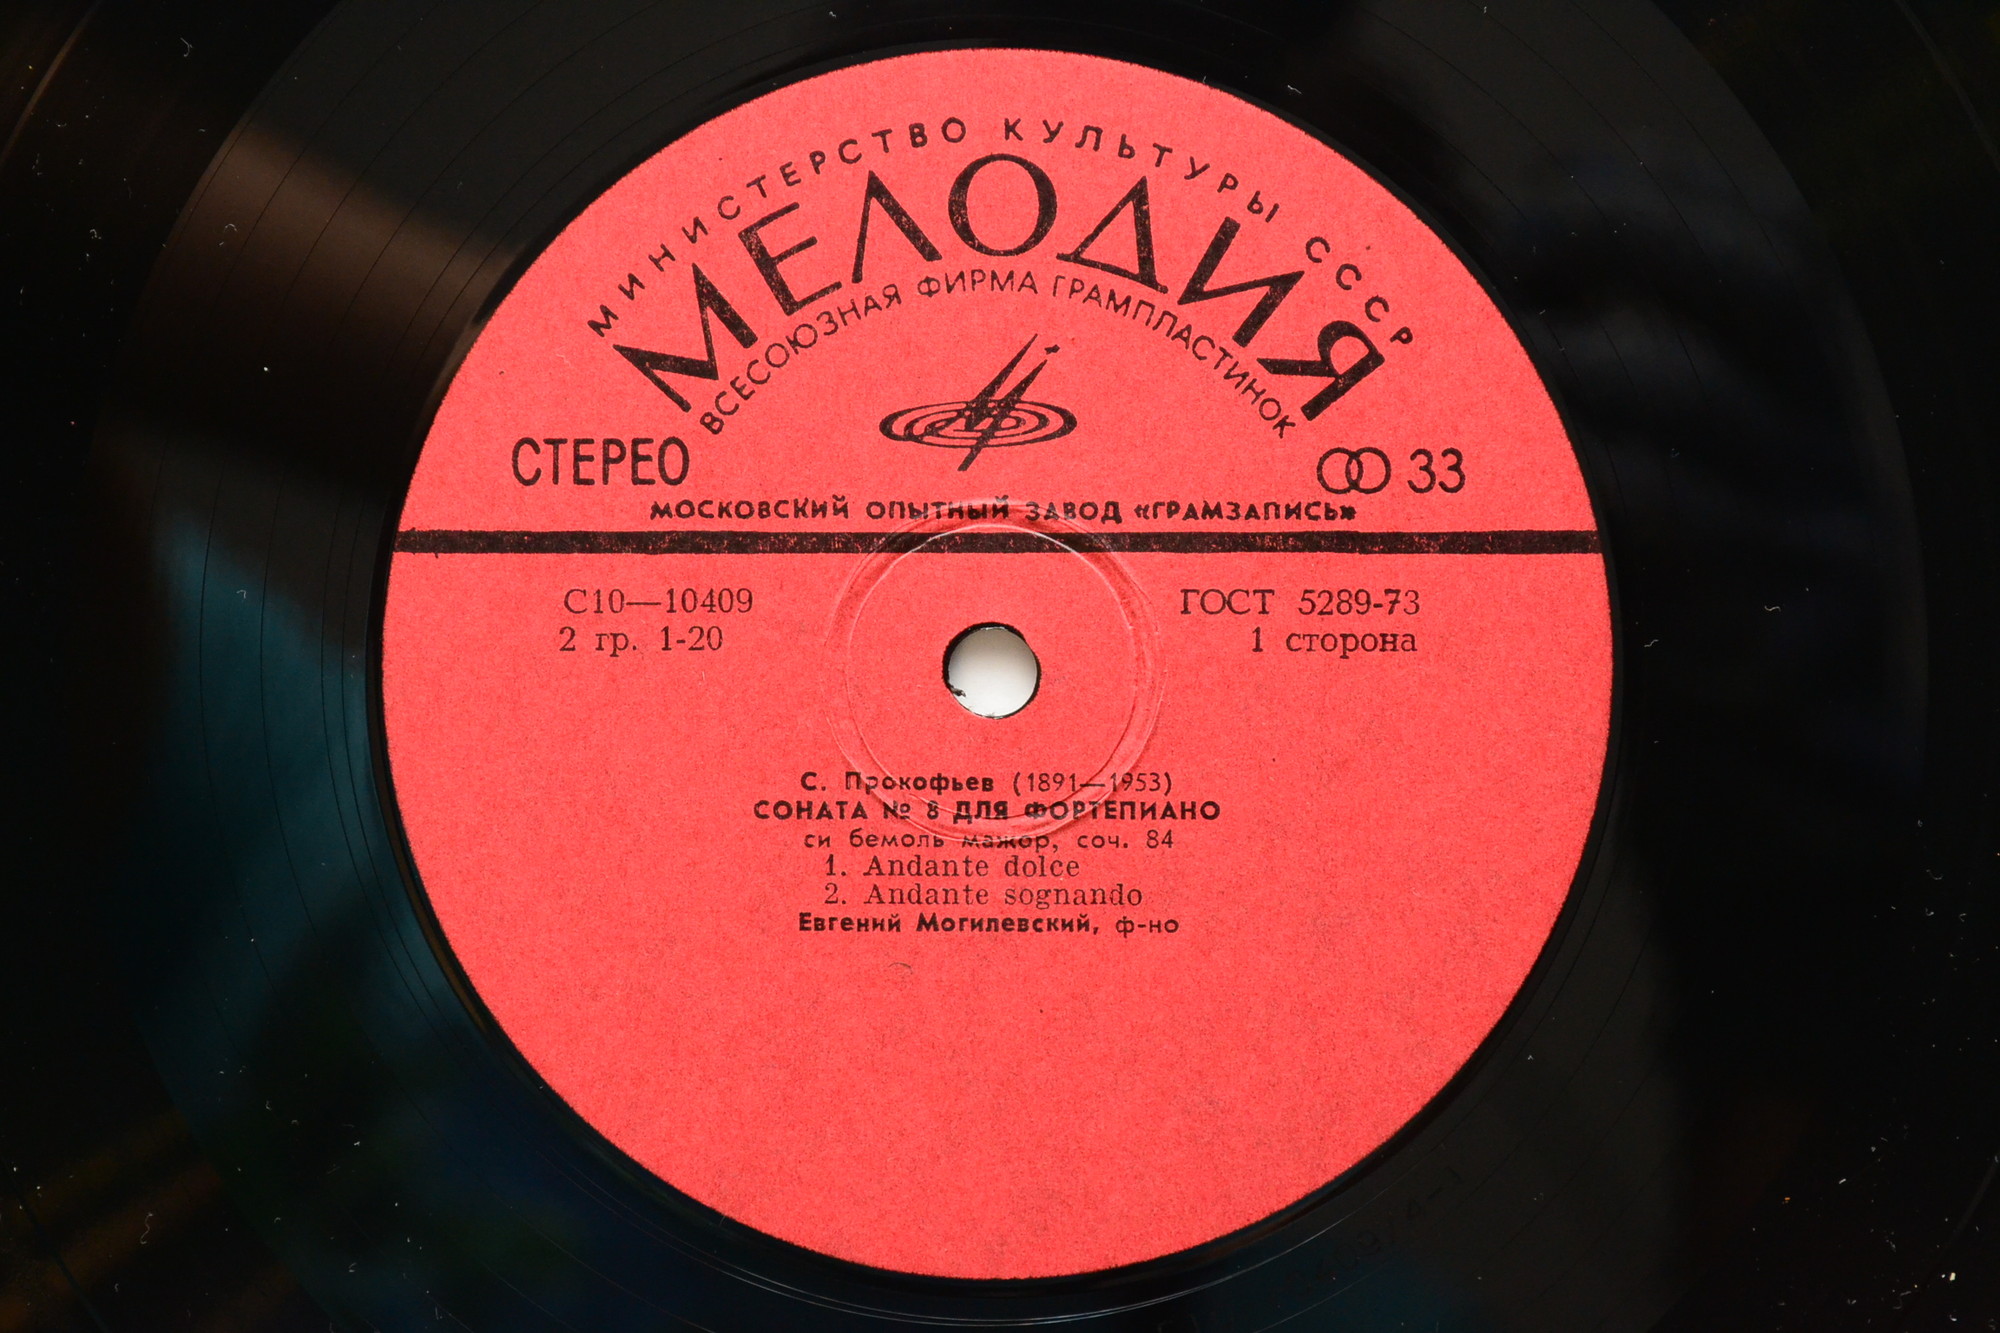 МИНИСТЕРСТВО КУЛЬТУРЫ СССР
МЕЛОДИЯ
ВСЕСОЮЗНАЯ ФИРМА ГРАМПЛАСТИНОК
СТЕРЕО
33
МОСКОВСКИЙ ОПЫТНЫЙ ЗАВОД «ГРАМЗАПИСЬ»
С10—10409
ГОСТ 5289-73
2 гр. 1-20
1 сторона
С. Прокофьев (1891—1953)
СОНАТА № 8 ДЛЯ ФОРТЕПИАНО
си бемоль мажор, соч. 84
1. Andante dolce
2. Andante sognando
Евгений Могилевский, ф-но